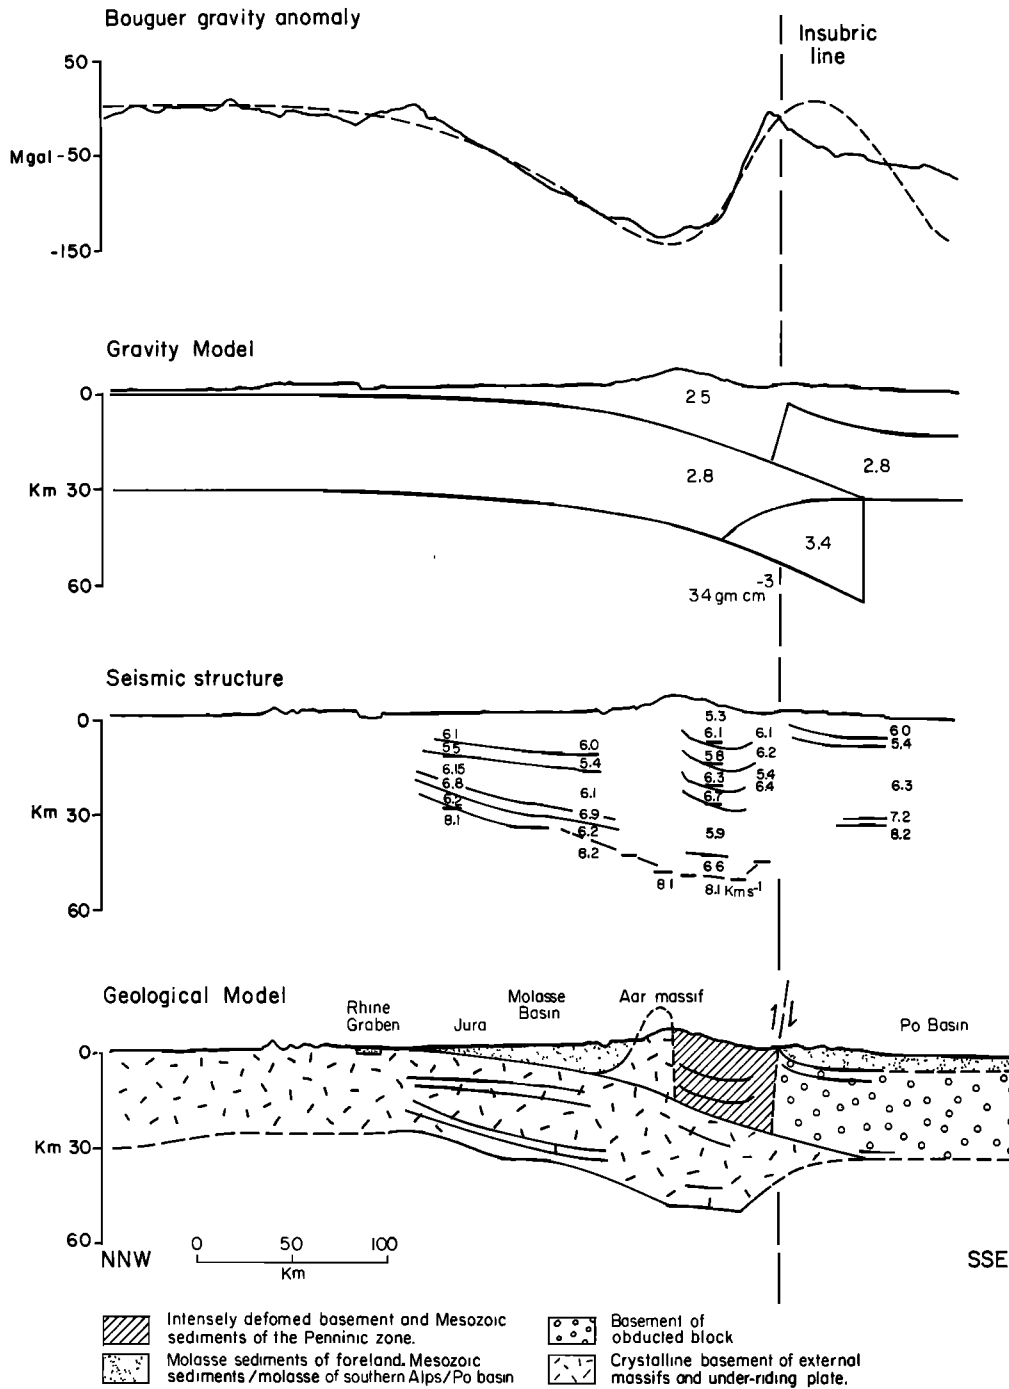 Bouguer gravity anomaly
Insubric
line
50
Mgal -50
-150
Gravity Model
0
Km 30
60
2 5
2.8
2.8
3.4
34 gm cm-3
Seismic structure
0
Km 30
60
6 1
5 5
6.15
6.8
6.2
8.1
6.0
5.4
6.1
6.9
6.2
8.2
8 1
5.3
6.1
5 8
6.3
6.7
5.9
6 6
8.1 Km s-1
6.1
6.2
5.4
6.4
6 0
5.4
6.3
7.2
8.2
Geological Model
Rhine
Graben
Jura
Molasse
Basin
Aar massif
Po Basin
0
Km 30
60
NNW
0 50 100
Km
SSE
Intensely defomed basement and Mesozoic
sediments of the Penninic zone.
Molasse sediments of foreland. Mesozoic
sediments/molasse of southern Alps/Po basin
Basement of
obducted block
Crystalline basement of external
massifs and under-riding plate.